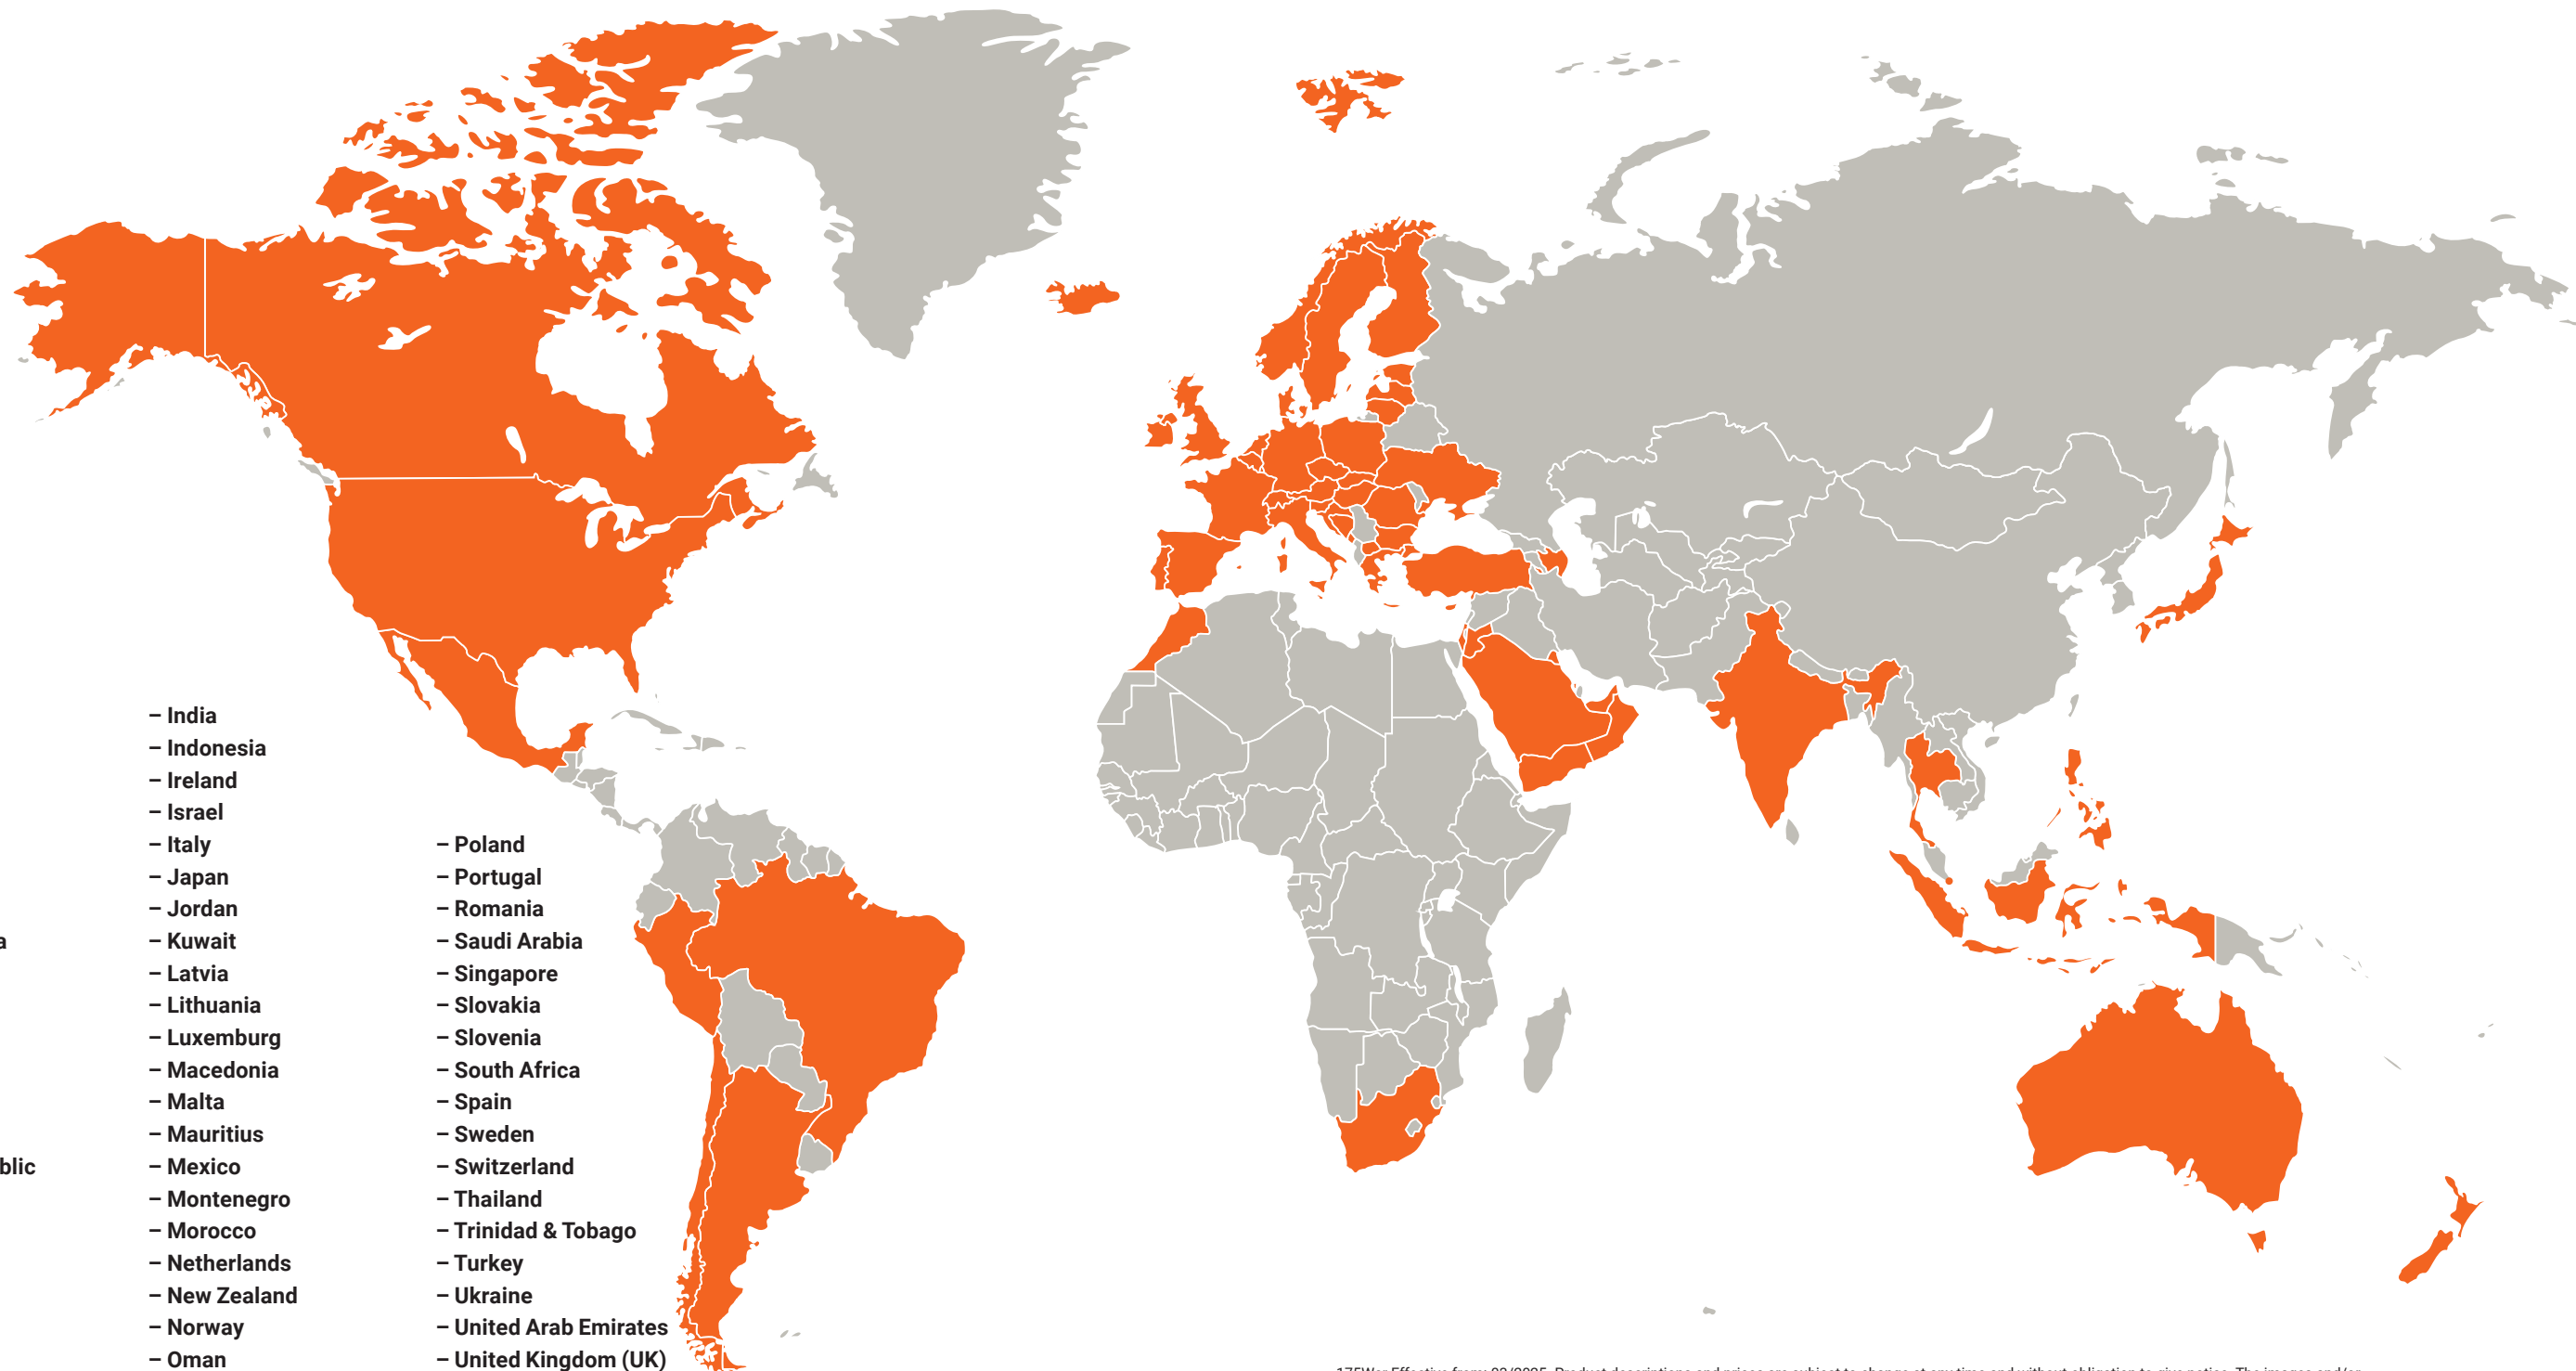 – India
– Indonesia
– Ireland
– Israel
– Italy
– Japan
– Jordan
– Kuwait
– Latvia
– Lithuania
– Luxemburg
– Macedonia
– Malta
– Mauritius
– Mexico
– Montenegro
– Morocco
– Netherlands
– New Zealand
– Norway
– Oman
– Poland
– Portugal
– Romania
– Saudi Arabia
– Singapore
– Slovakia
– Slovenia
– South Africa
– Spain
– Sweden
– Switzerland
– Thailand
– Trinidad & Tobago
– Turkey
– Ukraine
– United Arab Emirates
– United Kingdom (UK)